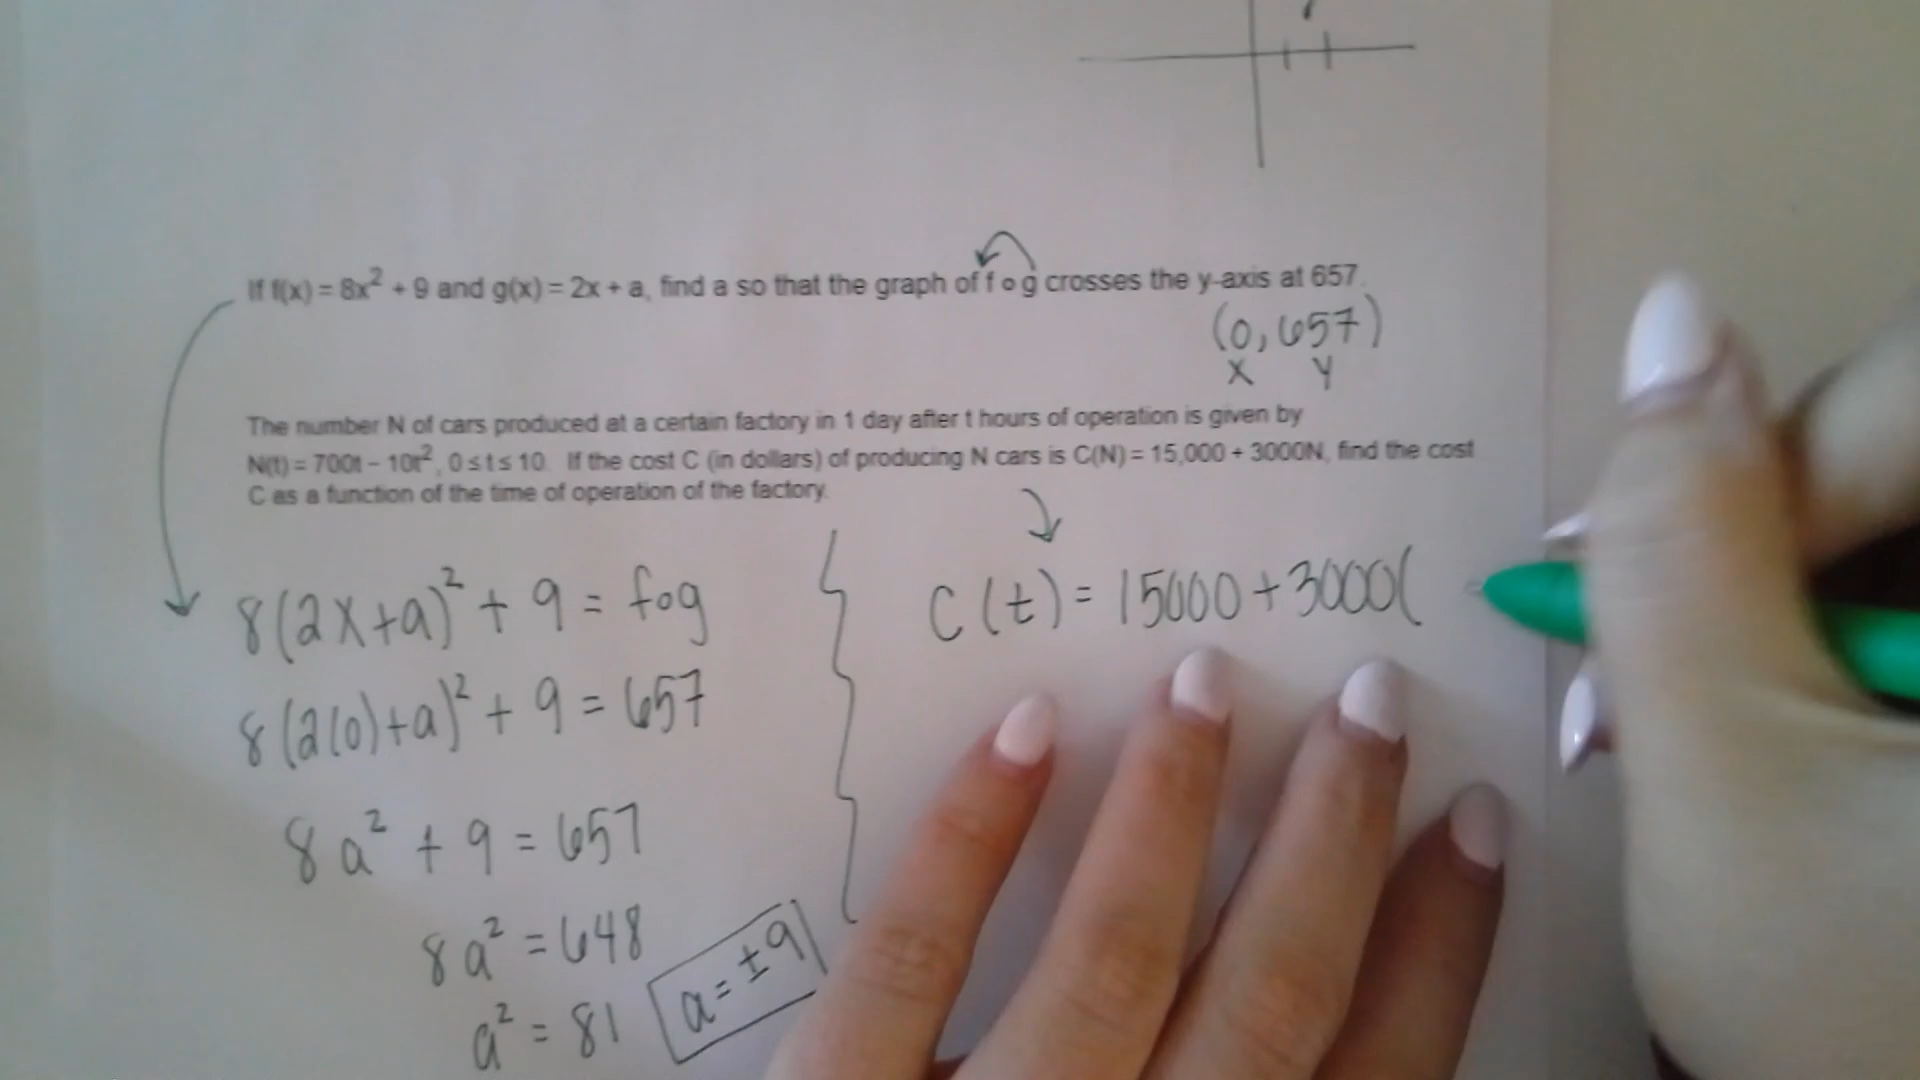 If f(x) = 8x² + 9 and g(x) = 2x + a, find a so that the graph of f o g crosses the y-axis at 657.
(0, 657)
x y
The number N of cars produced at a certain factory in 1 day after t hours of operation is given by
N(t) = 700t – 10t², 0 ≤ t ≤ 10. If the cost C (in dollars) of producing N cars is C(N) = 15,000 + 3000N, find the cost
C as a function of the time of operation of the factory.
8(2x+a)² + 9 = fog
8(2(0)+a)² + 9 = 657
8a² + 9 = 657
8a² = 648
a² = 81
a = ±9
C(t) = 15000 + 3000(